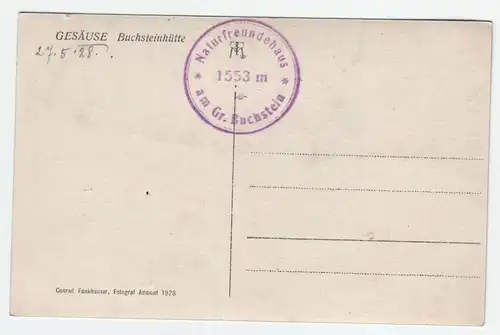 GESÄUSE Buchsteinhütte
27.5.28.
* Naturfreundehaus *
1553 m
am Gr. Buchstein
Conrad Fankhauser, Fotograf Admont 1928